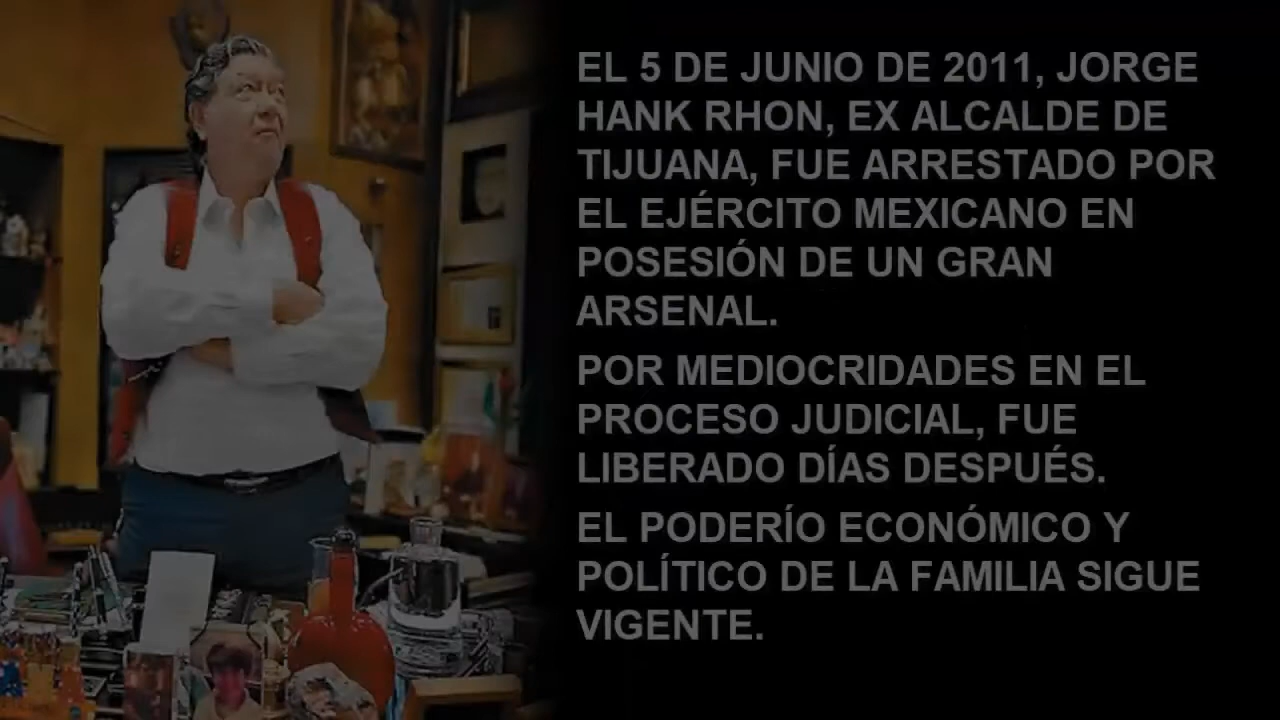 EL 5 DE JUNIO DE 2011, JORGE
HANK RHON, EX ALCALDE DE
TIJUANA, FUE ARRESTADO POR
EL EJÉRCITO MEXICANO EN
POSESIÓN DE UN GRAN
ARSENAL.
POR MEDIOCRIDADES EN EL
PROCESO JUDICIAL, FUE
LIBERADO DÍAS DESPUÉS.
EL PODERÍO ECONÓMICO Y
POLÍTICO DE LA FAMILIA SIGUE
VIGENTE.